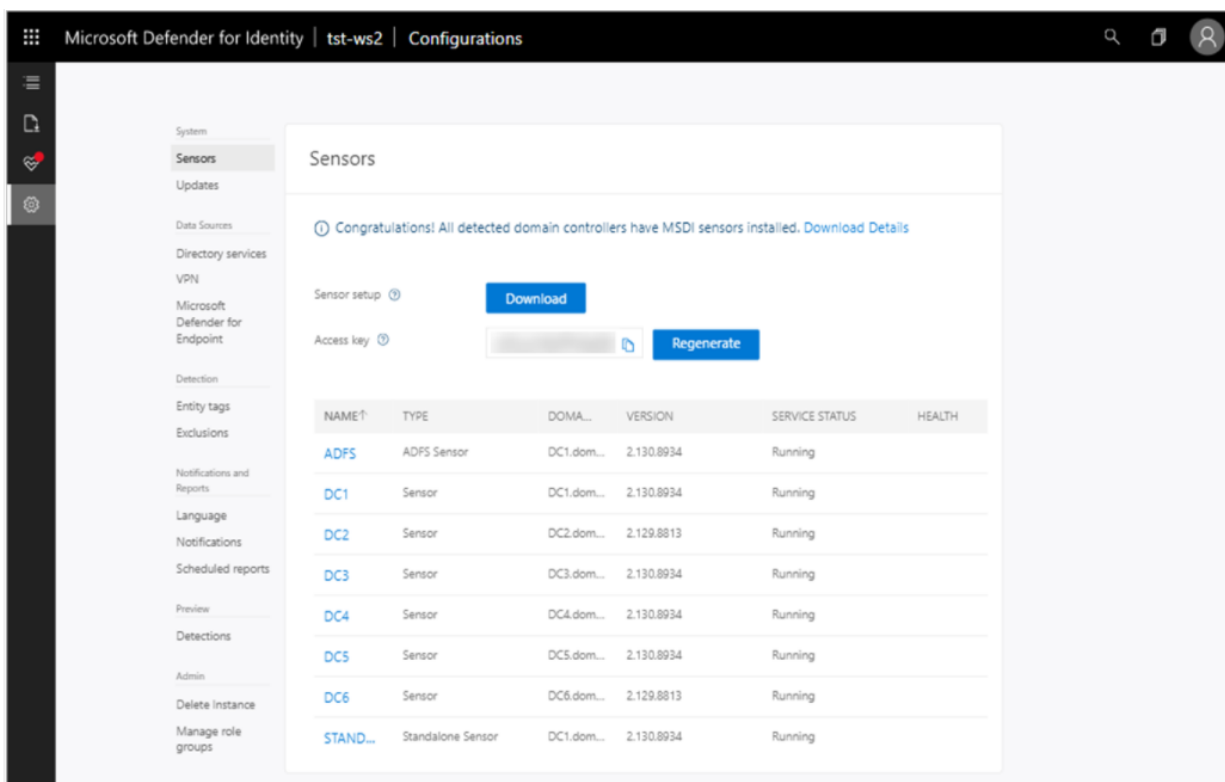 Microsoft Defender for Identity | tst-ws2 | Configurations
System
Sensors
Updates
Data Sources
Directory services
VPN
Microsoft
Defender for
Endpoint
Detection
Entity tags
Exclusions
Notifications and
Reports
Language
Notifications
Scheduled reports
Preview
Detections
Admin
Delete instance
Manage role
groups
Sensors
Congratulations! All detected domain controllers have MSDI sensors installed. Download Details
Sensor setup
Download
Access key
Regenerate
NAME↑ TYPE DOMA... VERSION SERVICE STATUS HEALTH
ADFS ADFS Sensor DC1.dom... 2.130.8934 Running
DC1 Sensor DC1.dom... 2.130.8934 Running
DC2 Sensor DC2.dom... 2.129.8813 Running
DC3 Sensor DC3.dom... 2.130.8934 Running
DC4 Sensor DC4.dom... 2.130.8934 Running
DC5 Sensor DC5.dom... 2.130.8934 Running
DC6 Sensor DC6.dom... 2.129.8813 Running
STAND... Standalone Sensor DC1.dom... 2.130.8934 Running